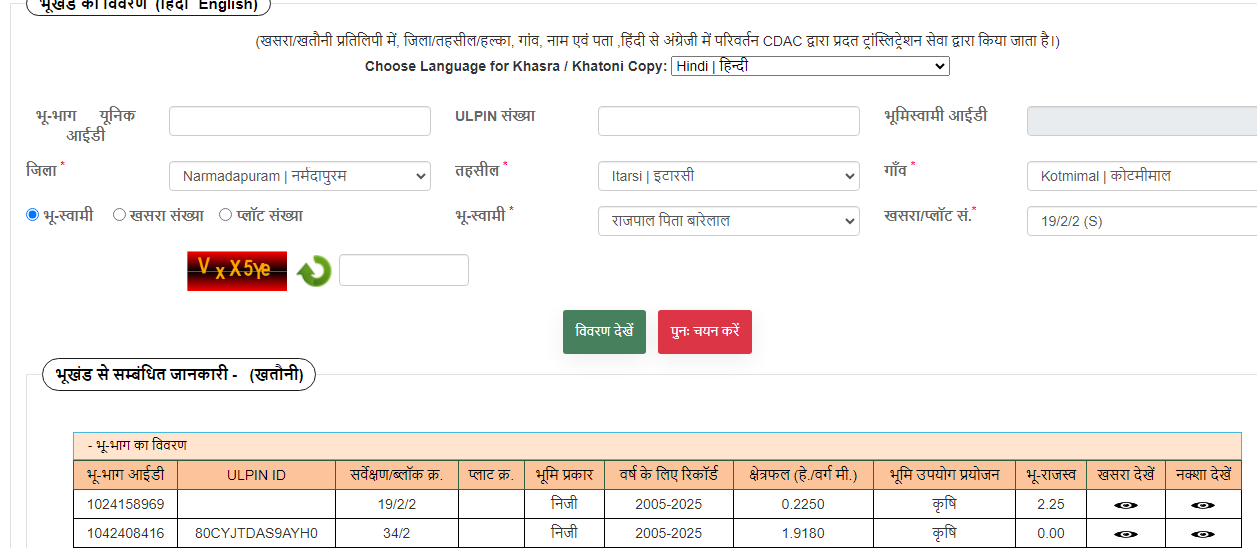 भूखंड का विवरण (हिंदी English)
(खसरा/खतौनी प्रतिलिपी में, जिला/तहसील/हल्का, गांव, नाम एवं पता ,हिंदी से अंग्रेजी में परिवर्तन CDAC द्वारा प्रदत ट्रांस्लिट्रेशन सेवा द्वारा किया जाता है।)
Choose Language for Khasra / Khatoni Copy: Hindi | हिन्दी
भू-भाग यूनिक आईडी ULPIN संख्या भूमिस्वामी आईडी
जिला * Narmadapuram | नर्मदापुरम तहसील * Itarsi | इटारसी गाँव * Kotmimal | कोटमीमाल
भू-स्वामी खसरा संख्या प्लॉट संख्या भू-स्वामी * राजपाल पिता बारेलाल खसरा/प्लॉट सं.* 19/2/2 (S)
VxX5Ye
विवरण देखें पुनः चयन करें
भूखंड से सम्बंधित जानकारी - (खतौनी)
- भू-भाग का विवरण
भू-भाग आईडी ULPIN ID सर्वेक्षण/ब्लॉक क्र. प्लाट क्र. भूमि प्रकार वर्ष के लिए रिकॉर्ड क्षेत्रफल (हे./वर्ग मी.) भूमि उपयोग प्रयोजन भू-राजस्व खसरा देखें नक्शा देखें
1024158969 19/2/2 निजी 2005-2025 0.2250 कृषि 2.25
1042408416 80CYJTDAS9AYH0 34/2 निजी 2005-2025 1.9180 कृषि 0.00